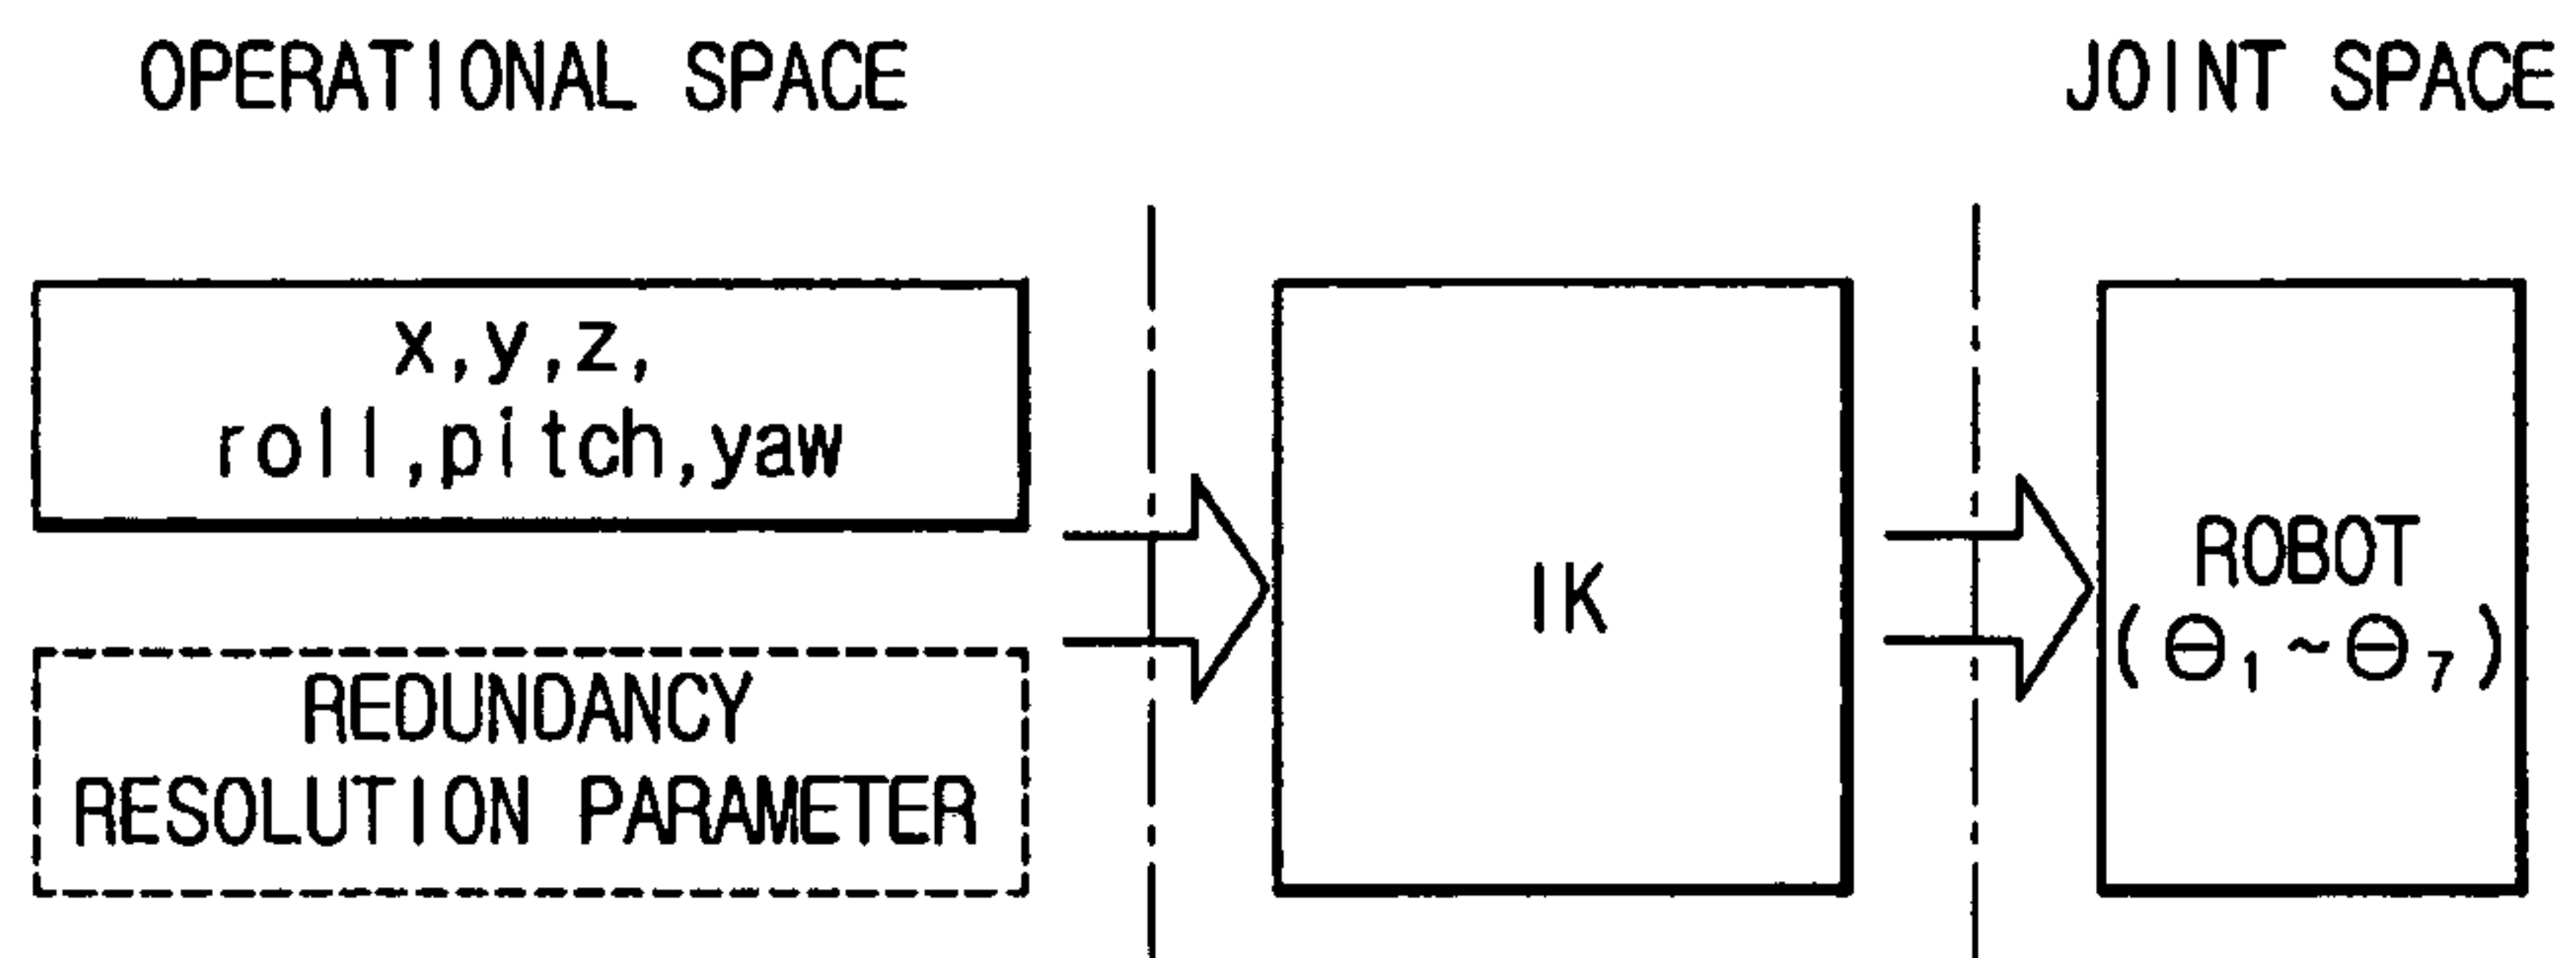 OPERATIONAL SPACE
JOINT SPACE
x,y,z,
roll,pitch,yaw
REDUNDANCY
RESOLUTION PARAMETER
IK
ROBOT
(Θ₁~Θ₇)